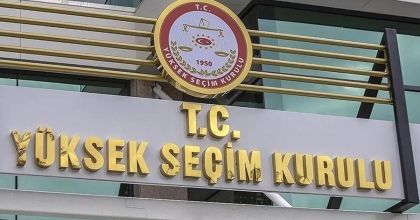 T.C.
1950
YÜKSEK SEÇİM KURULU
T.C.
YÜKSEK SEÇİM KURULU